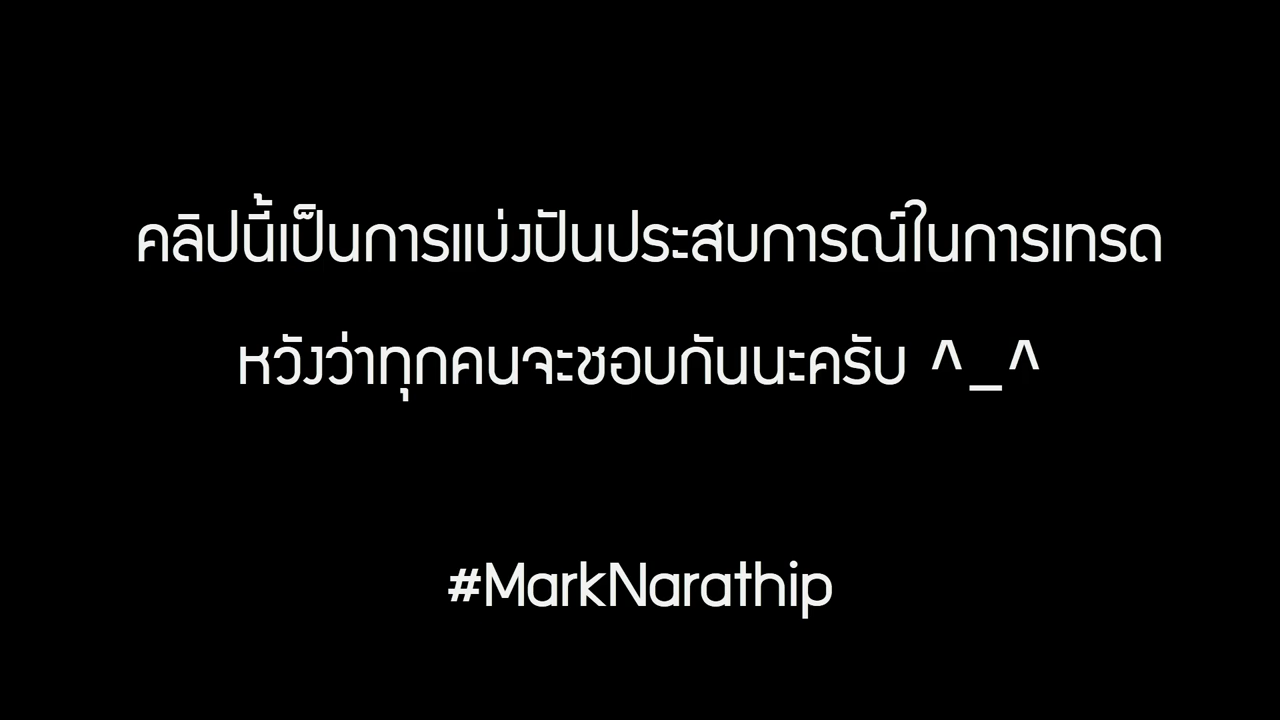 คลิปนี้เป็นการแบ่งปันประสบการณ์ในการเทรด
หวังว่าทุกคนจะชอบกันนะครับ ^_^
#MarkNarathip